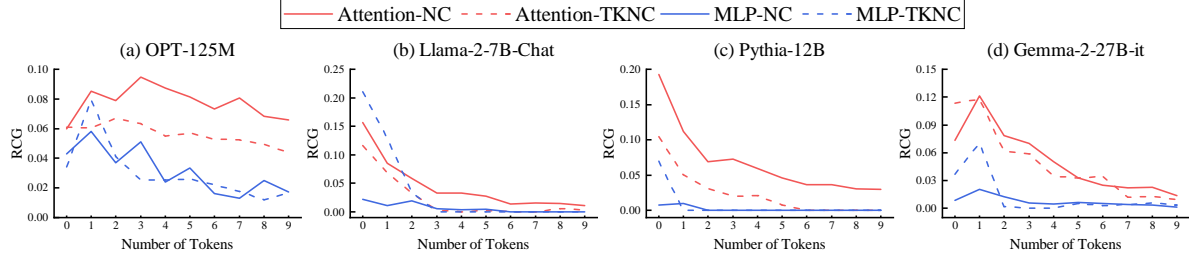 Attention-NC Attention-TKNC MLP-NC MLP-TKNC
(a) OPT-125M (b) Llama-2-7B-Chat (c) Pythia-12B (d) Gemma-2-27B-it
RCG
0.10
0.08
0.06
0.04
0.02
0.00
0 1 2 3 4 5 6 7 8 9
Number of Tokens
RCG
0.25
0.20
0.15
0.10
0.05
0.00
0 1 2 3 4 5 6 7 8 9
Number of Tokens
RCG
0.20
0.15
0.10
0.05
0.00
0 1 2 3 4 5 6 7 8 9
Number of Tokens
RCG
0.15
0.12
0.09
0.06
0.03
0.00
0 1 2 3 4 5 6 7 8 9
Number of Tokens